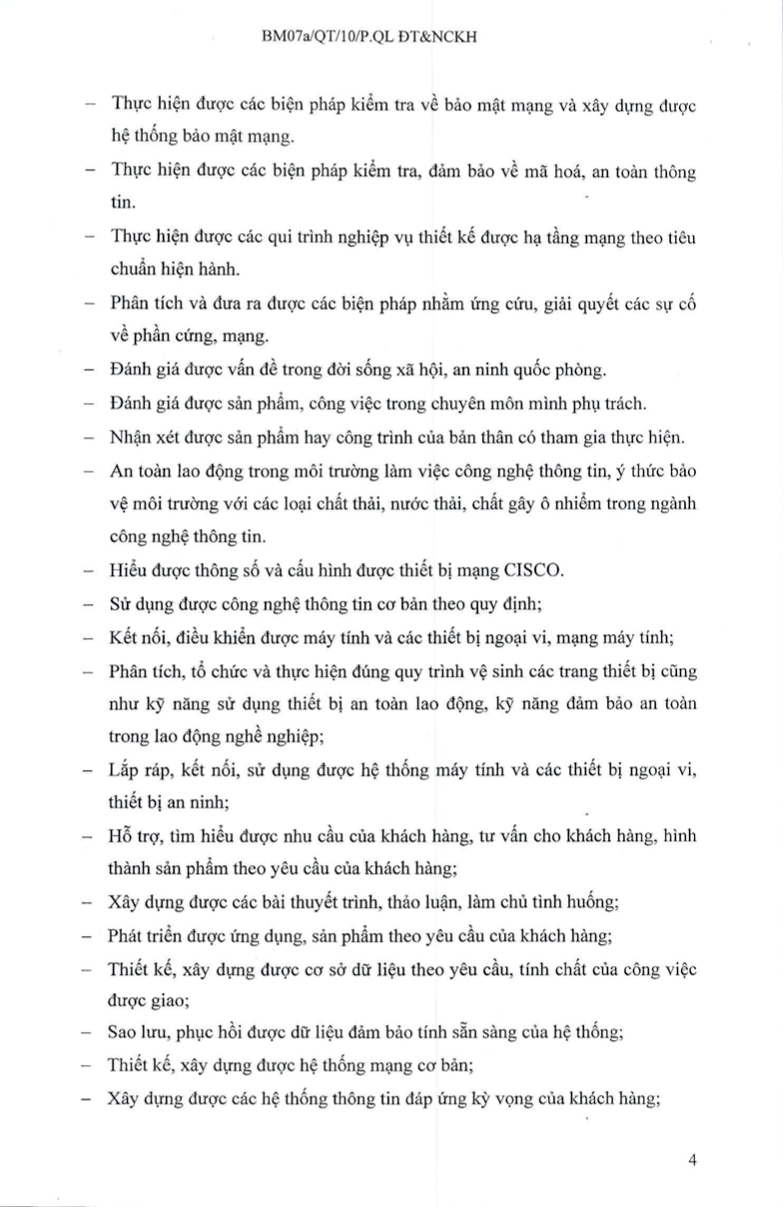 BM07a/QT/10/P.QL ĐT&NCKH
– Thực hiện được các biện pháp kiểm tra về bảo mật mạng và xây dựng được
hệ thống bảo mật mạng.
– Thực hiện được các biện pháp kiểm tra, đảm bảo về mã hoá, an toàn thông
tin.
– Thực hiện được các qui trình nghiệp vụ thiết kế được hạ tầng mạng theo tiêu
chuẩn hiện hành.
– Phân tích và đưa ra được các biện pháp nhằm ứng cứu, giải quyết các sự cố
về phần cứng, mạng.
– Đánh giá được vấn đề trong đời sống xã hội, an ninh quốc phòng.
– Đánh giá được sản phẩm, công việc trong chuyên môn mình phụ trách.
– Nhận xét được sản phẩm hay công trình của bản thân có tham gia thực hiện.
– An toàn lao động trong môi trường làm việc công nghệ thông tin, ý thức bảo
vệ môi trường với các loại chất thải, nước thải, chất gây ô nhiễm trong ngành
công nghệ thông tin.
– Hiểu được thông số và cấu hình được thiết bị mạng CISCO.
– Sử dụng được công nghệ thông tin cơ bản theo quy định;
– Kết nối, điều khiển được máy tính và các thiết bị ngoại vi, mạng máy tính;
– Phân tích, tổ chức và thực hiện đúng quy trình vệ sinh các trang thiết bị cũng
như kỹ năng sử dụng thiết bị an toàn lao động, kỹ năng đảm bảo an toàn
trong lao động nghề nghiệp;
– Lắp ráp, kết nối, sử dụng được hệ thống máy tính và các thiết bị ngoại vi,
thiết bị an ninh;
– Hỗ trợ, tìm hiểu được nhu cầu của khách hàng, tư vấn cho khách hàng, hình
thành sản phẩm theo yêu cầu của khách hàng;
– Xây dựng được các bài thuyết trình, thảo luận, làm chủ tình huống;
– Phát triển được ứng dụng, sản phẩm theo yêu cầu của khách hàng;
– Thiết kế, xây dựng được cơ sở dữ liệu theo yêu cầu, tính chất của công việc
được giao;
– Sao lưu, phục hồi được dữ liệu đảm bảo tính sẵn sàng của hệ thống;
– Thiết kế, xây dựng được hệ thống mạng cơ bản;
– Xây dựng được các hệ thống thông tin đáp ứng kỳ vọng của khách hàng;
4